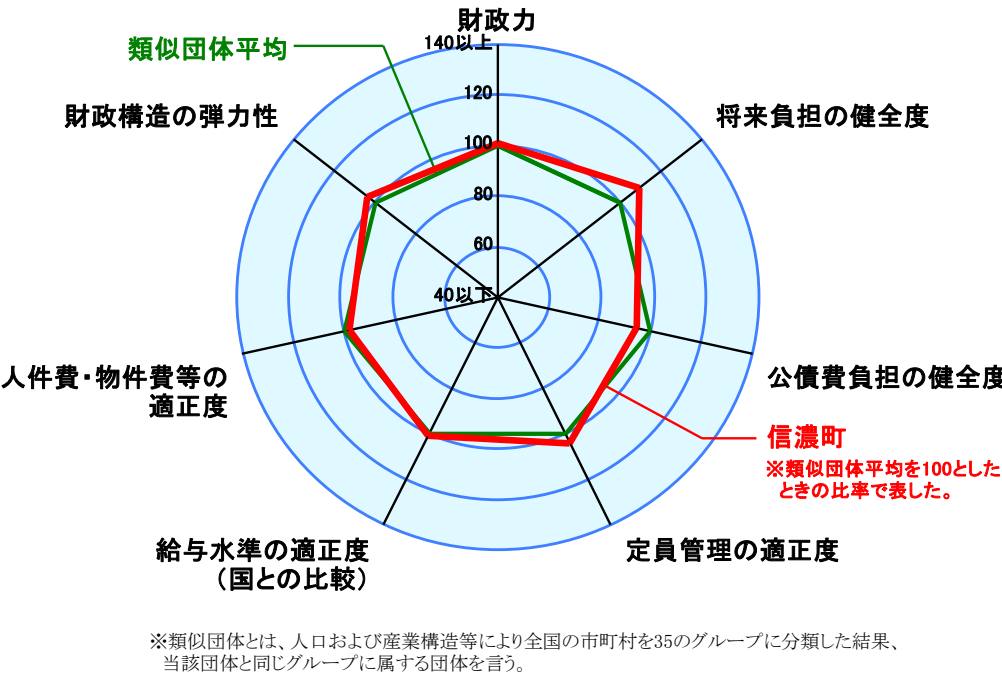 財政力
140以上
類似団体平均
120
財政構造の弾力性
将来負担の健全度
100
80
60
40以下
人件費・物件費等の
適正度
公債費負担の健全度
信濃町
※類似団体平均を100とした
ときの比率で表した。
給与水準の適正度
（国との比較）
定員管理の適正度
※類似団体とは、人口および産業構造等により全国の市町村を35のグループに分類した結果、
当該団体と同じグループに属する団体を言う。